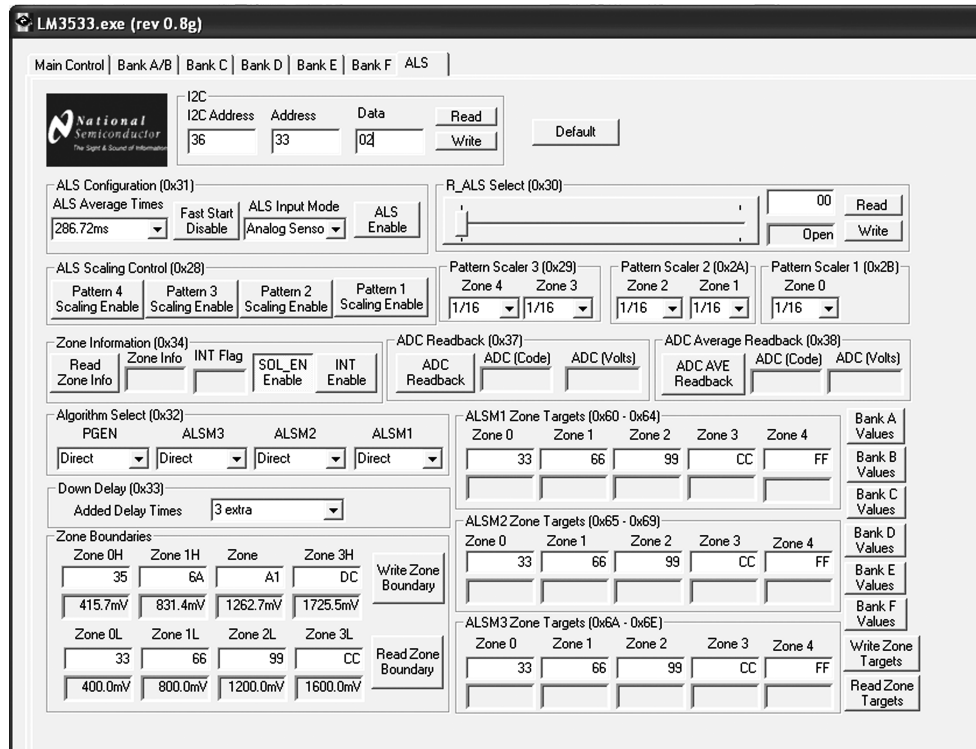 LM3533.exe (rev 0.8g)
Main Control Bank A/B Bank C Bank D Bank E Bank F ALS
National
Semiconductor
The Sight & Sound of Information
I2C
I2C Address Address Data
36 33 02
Read
Write
Default
ALS Configuration (0x31)
ALS Average Times
286.72ms
Fast Start
Disable
ALS Input Mode
Analog Senso
ALS
Enable
R_ALS Select (0x30)
00
Open
Read
Write
ALS Scaling Control (0x28)
Pattern 4
Scaling Enable
Pattern 3
Scaling Enable
Pattern 2
Scaling Enable
Pattern 1
Scaling Enable
Pattern Scaler 3 (0x29)
Zone 4 Zone 3
1/16 1/16
Pattern Scaler 2 (0x2A)
Zone 2 Zone 1
1/16 1/16
Pattern Scaler 1 (0x2B)
Zone 0
1/16
Zone Information (0x34)
Read
Zone Info
Zone Info
INT Flag
SOL_EN
Enable
INT
Enable
ADC Readback (0x37)
ADC
Readback
ADC (Code) ADC (Volts)
ADC Average Readback (0x38)
ADC AVE
Readback
ADC (Code) ADC (Volts)
Algorithm Select (0x32)
PGEN ALSM3 ALSM2 ALSM1
Direct Direct Direct Direct
Down Delay (0x33)
Added Delay Times 3 extra
Zone Boundaries
Zone 0H Zone 1H Zone Zone 3H
35 6A A1 DC
415.7mV 831.4mV 1262.7mV 1725.5mV
Write Zone
Boundary
Zone 0L Zone 1L Zone 2L Zone 3L
33 66 99 CC
400.0mV 800.0mV 1200.0mV 1600.0mV
Read Zone
Boundary
ALSM1 Zone Targets (0x60 - 0x64)
Zone 0 Zone 1 Zone 2 Zone 3 Zone 4
33 66 99 CC FF
ALSM2 Zone Targets (0x65 - 0x69)
Zone 0 Zone 1 Zone 2 Zone 3 Zone 4
33 66 99 CC FF
ALSM3 Zone Targets (0x6A - 0x6E)
Zone 0 Zone 1 Zone 2 Zone 3 Zone 4
33 66 99 CC FF
Bank A
Values
Bank B
Values
Bank C
Values
Bank D
Values
Bank E
Values
Bank F
Values
Write Zone
Targets
Read Zone
Targets